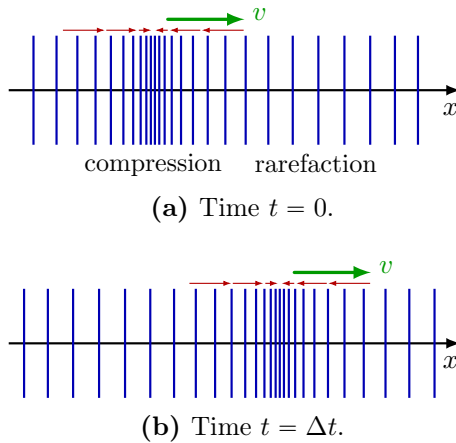 v
x
compression rarefaction
(a) Time t = 0.
v
x
(b) Time t = Δt.